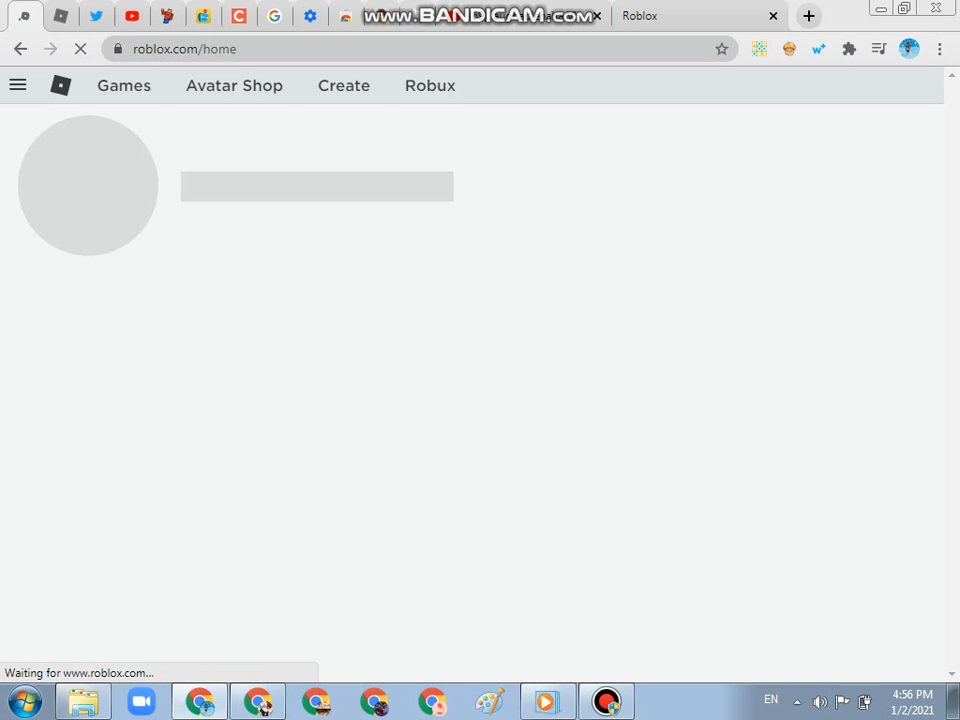 www.BANDICAM.com
Roblox
roblox.com/home
Games
Avatar Shop
Create
Robux
Waiting for www.roblox.com...
EN
4:56 PM
1/2/2021